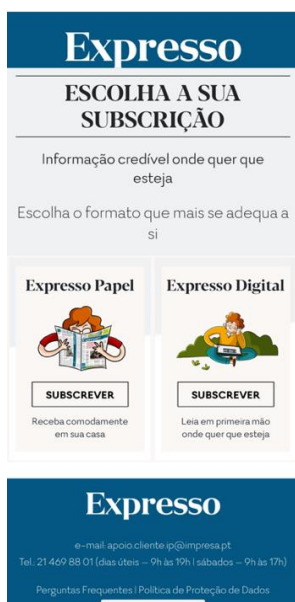 Expresso
ESCOLHA A SUA
SUBSCRIÇÃO
Informação credível onde quer que
esteja
Escolha o formato que mais se adequa a
si
Expresso Papel
SUBSCREVER
Receba comodamente
em sua casa
Expresso Digital
SUBSCREVER
Leia em primeira mão
onde quer que esteja
Expresso
e-mail: apoio.cliente.ip@impresa.pt
Tel. 21 469 88 01 (dias úteis – 9h às 19h | sábados – 9h às 17h)
Perguntas Frequentes | Política de Proteção de Dados